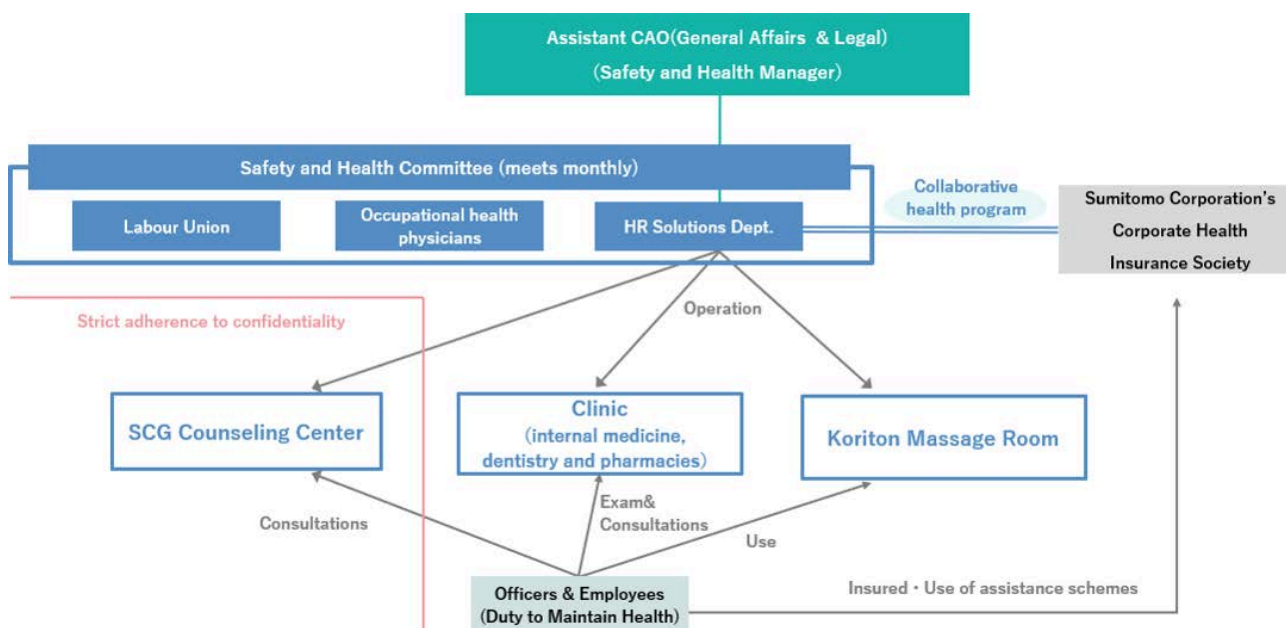 Assistant CAO(General Affairs & Legal)
(Safety and Health Manager)
Safety and Health Committee (meets monthly)
Labour Union
Occupational health
physicians
HR Solutions Dept.
Collaborative
health program
Sumitomo Corporation's
Corporate Health
Insurance Society
Strict adherence to confidentiality
Operation
SCG Counseling Center
Clinic
(internal medicine,
dentistry and pharmacies)
Koriton Massage Room
Consultations
Exam&
Consultations
Use
Officers & Employees
(Duty to Maintain Health)
Insured・Use of assistance schemes